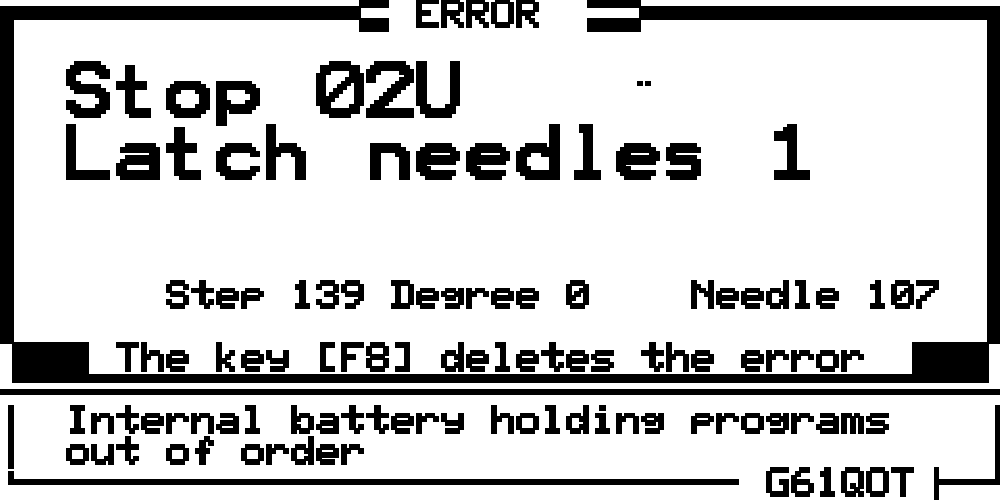 ERROR
Stop 02U
Latch needles 1
Step 139 Degree 0 Needle 107
The key [F8] deletes the error
Internal battery holding programs
out of order
G61QOT